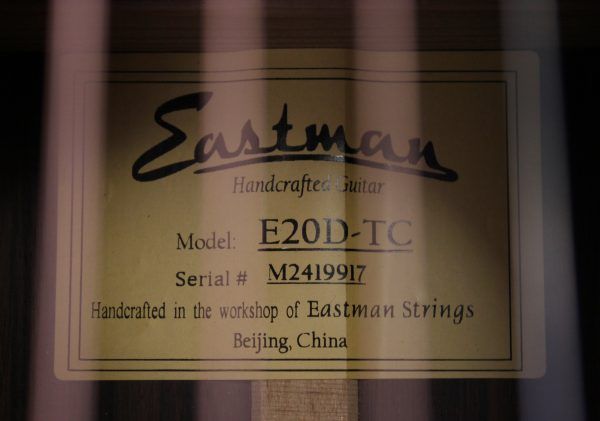 Eastman
Handcrafted Guitar
Model: E20D-TC
Serial # M2419917
Handcrafted in the workshop of Eastman Strings
Beijing, China